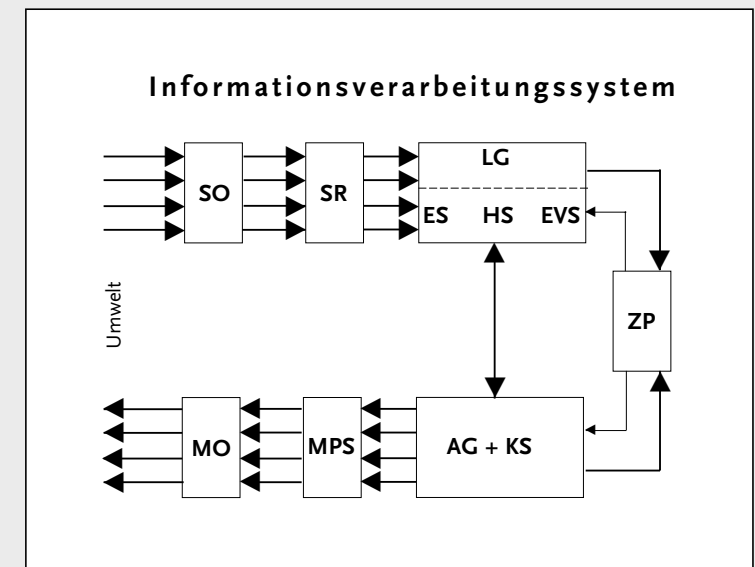 Informationsverarbeitungssystem
LG
SO
SR
ES HS EVS
Umwelt
ZP
MO
MPS
AG + KS